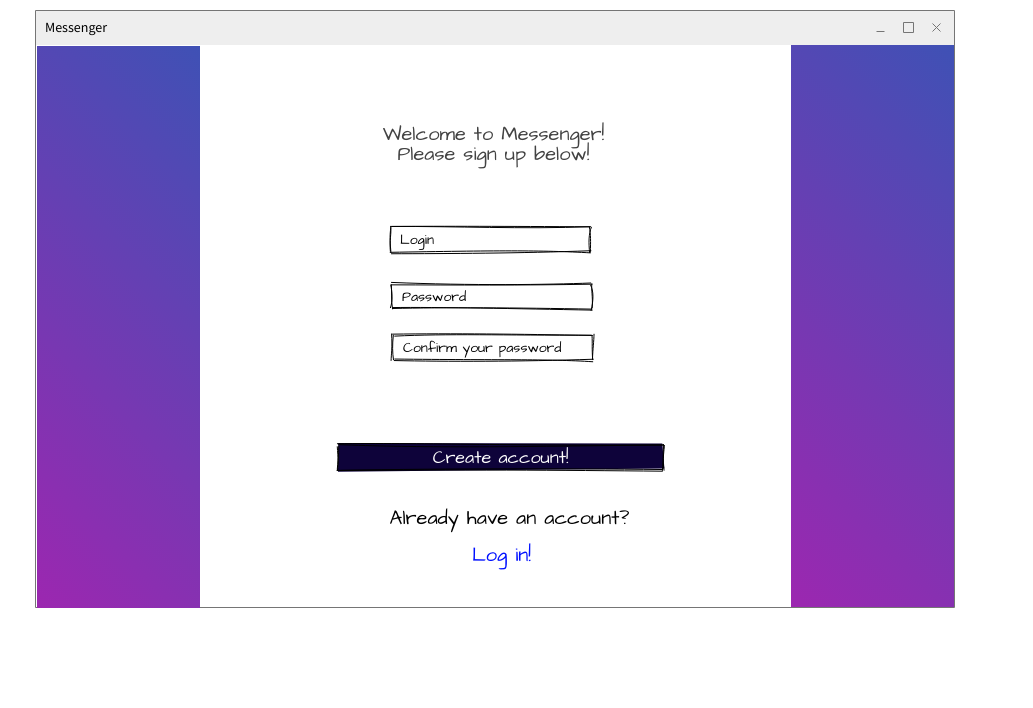 Messenger
Welcome to Messenger!
Please sign up below!
Login
Password
Confirm your password
Create account!
Already have an account?
Log in!